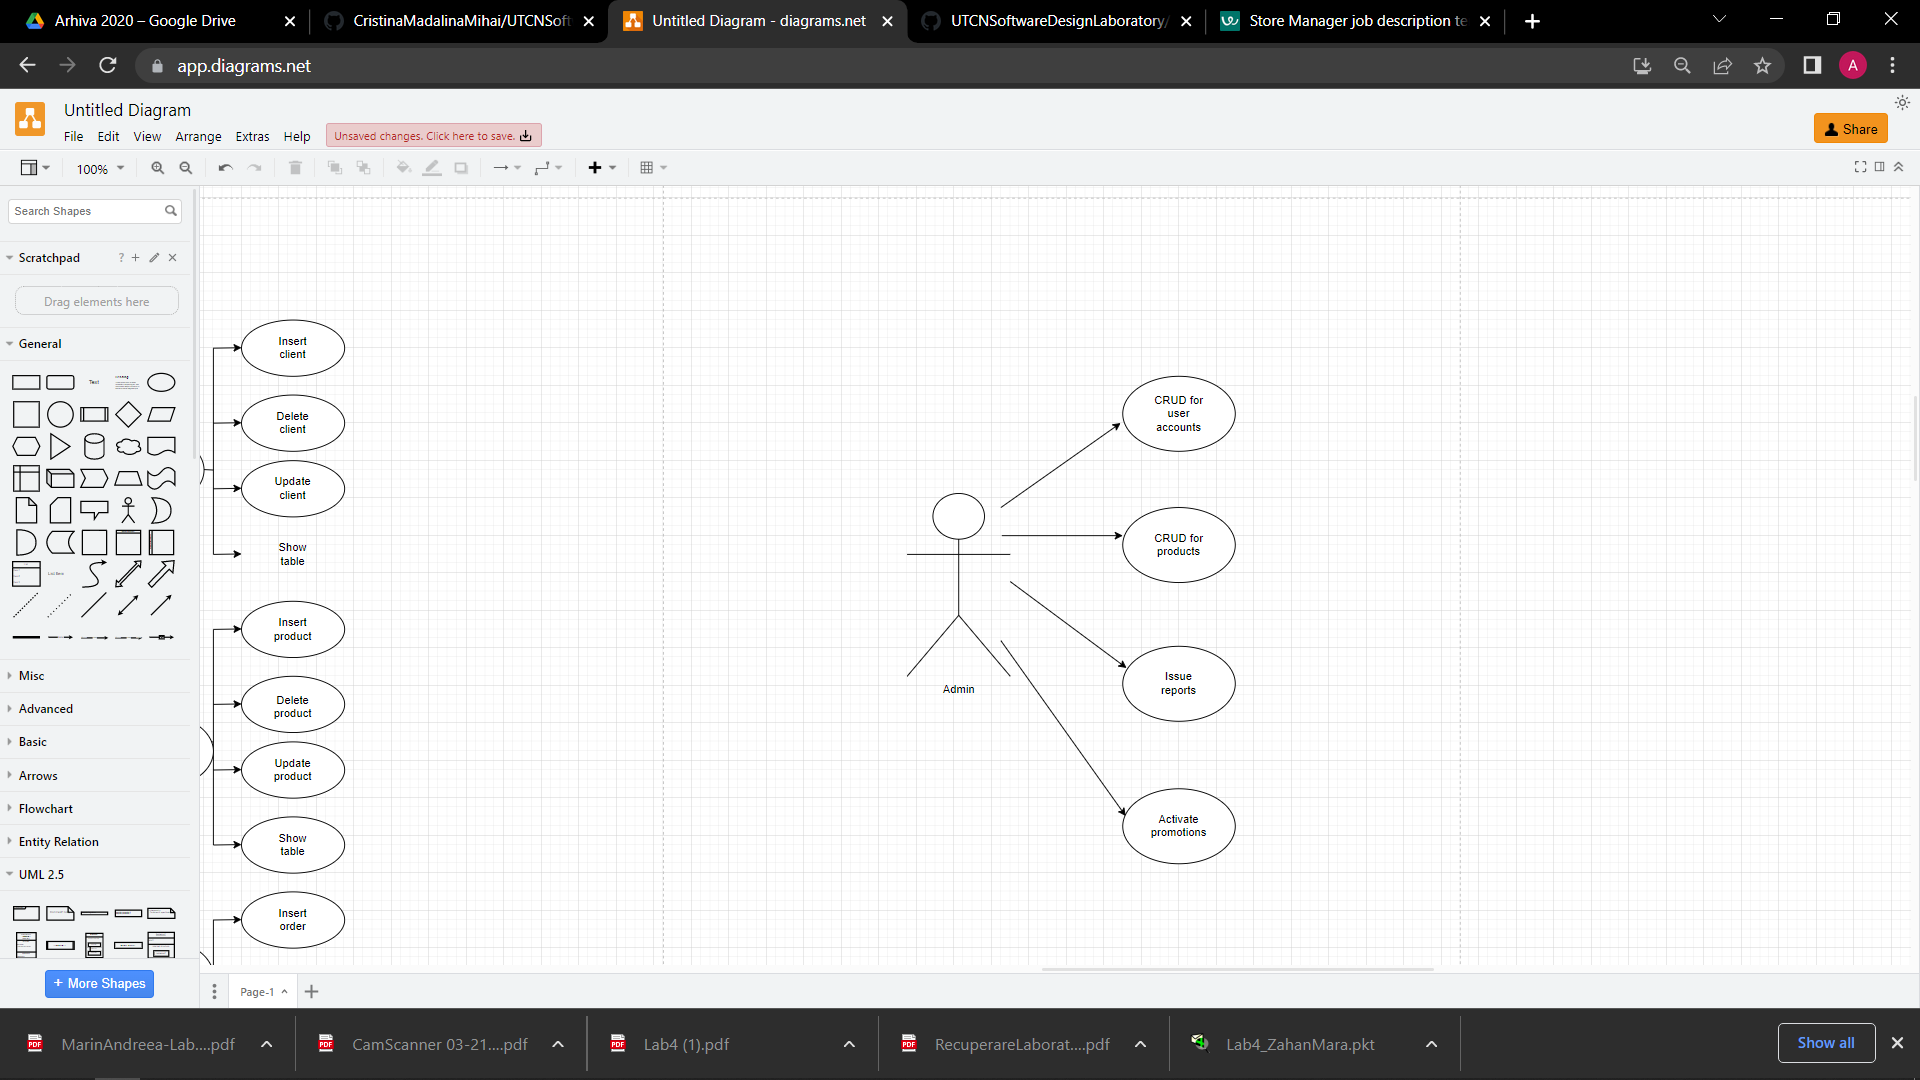 Arhiva 2020 – Google Drive
CristinaMadalinaMihai/UTCNSoft
Untitled Diagram - diagrams.net
UTCNSoftwareDesignLaboratory/
Store Manager job description te
app.diagrams.net
A
Untitled Diagram
File Edit View Arrange Extras Help
Unsaved changes. Click here to save.
Share
100%
Search Shapes
Scratchpad
?
Drag elements here
General
Text
Misc
Advanced
Basic
Arrows
Flowchart
Entity Relation
UML 2.5
+ More Shapes
Insert
client
Delete
client
Update
client
Show
table
Insert
product
Delete
product
Update
product
Show
table
Insert
order
Admin
CRUD for
user
accounts
CRUD for
products
Issue
reports
Activate
promotions
Page-1
MarinAndreea-Lab....pdf
CamScanner 03-21....pdf
Lab4 (1).pdf
RecuperareLaborat....pdf
Lab4_ZahanMara.pkt
Show all